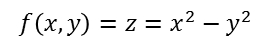 f(x, y) = z = x² − y²